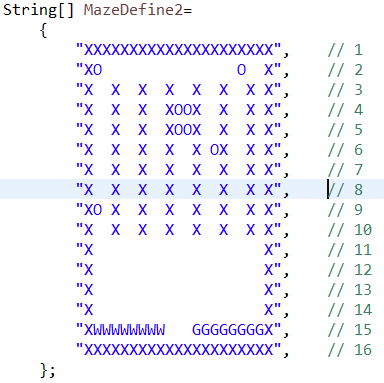 String[] MazeDefine2=
    {
        "XXXXXXXXXXXXXXXXXXXXX",    // 1
        "XO               O  X",    // 2
        "X  X  X  X  X  X  X X",    // 3
        "X  X  X  XOOX  X  X X",    // 4
        "X  X  X  XOOX  X  X X",    // 5
        "X  X  X  X  X OX  X X",    // 6
        "X  X  X  X  X  X  X X",    // 7
        "X  X  X  X  X  X  X X",    // 8
        "XO X  X  X  X  X  X X",    // 9
        "X  X  X  X  X  X  X X",    // 10
        "X                   X",    // 11
        "X                   X",    // 12
        "X                   X",    // 13
        "X                   X",    // 14
        "XWWWWWWWW   GGGGGGGGX",    // 15
        "XXXXXXXXXXXXXXXXXXXXX",    // 16
    };